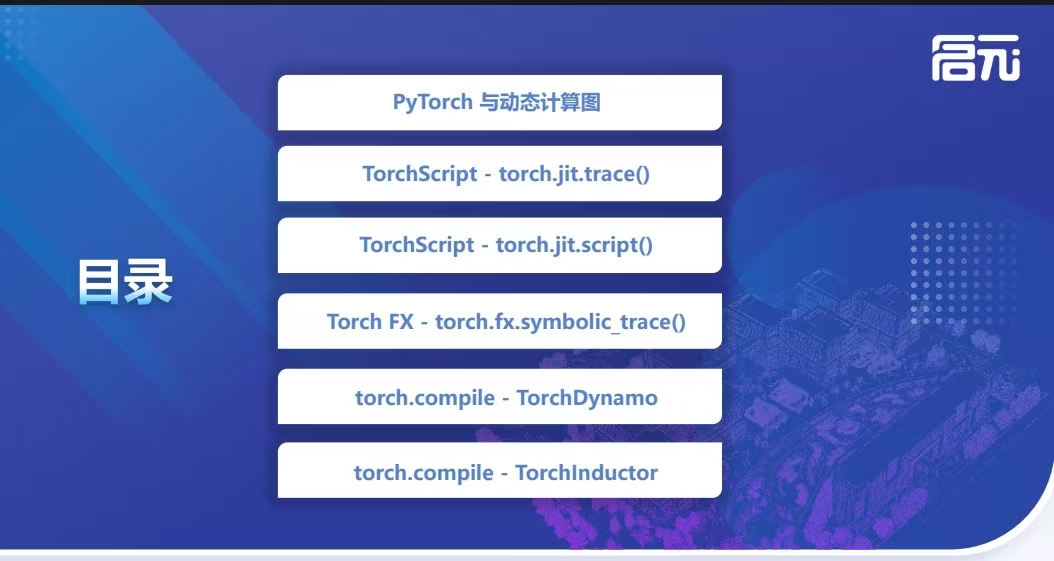 启元
PyTorch 与动态计算图
TorchScript - torch.jit.trace()
TorchScript - torch.jit.script()
目录
Torch FX - torch.fx.symbolic_trace()
torch.compile - TorchDynamo
torch.compile - TorchInductor